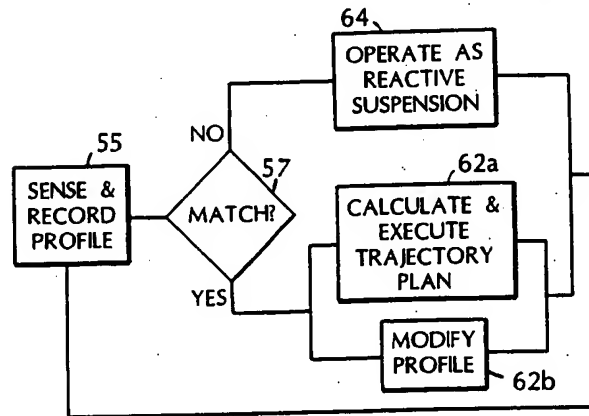 64
OPERATE AS
REACTIVE
SUSPENSION
NO
55
SENSE &
RECORD
PROFILE
57
MATCH?
YES
62a
CALCULATE &
EXECUTE
TRAJECTORY
PLAN
MODIFY
PROFILE
62b